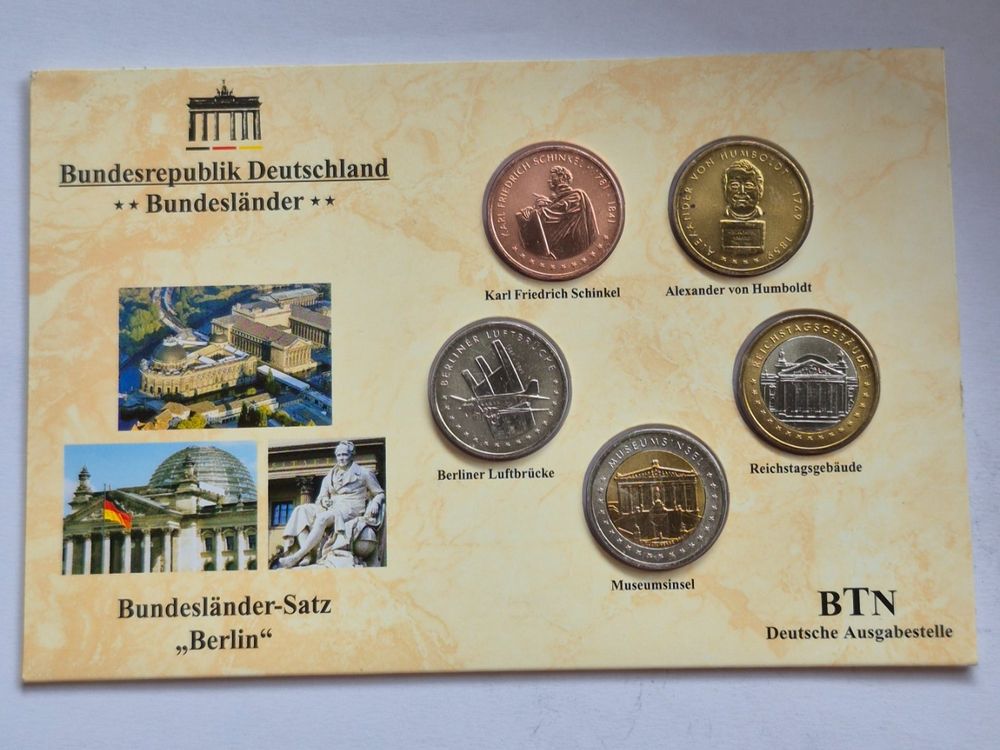 Bundesrepublik Deutschland
★★ Bundesländer ★★
CARL FRIEDRICH SCHINKEL 1781 - 1841
Karl Friedrich Schinkel
ALEXANDER VON HUMBOLDT - 1769 - 1859
Alexander von Humboldt
BERLINER LUFTBRÜCKE
Berliner Luftbrücke
REICHSTAGSGEBÄUDE
Reichstagsgebäude
MUSEUMSINSEL
Museumsinsel
Bundesländer-Satz
„Berlin“
BTN
Deutsche Ausgabestelle